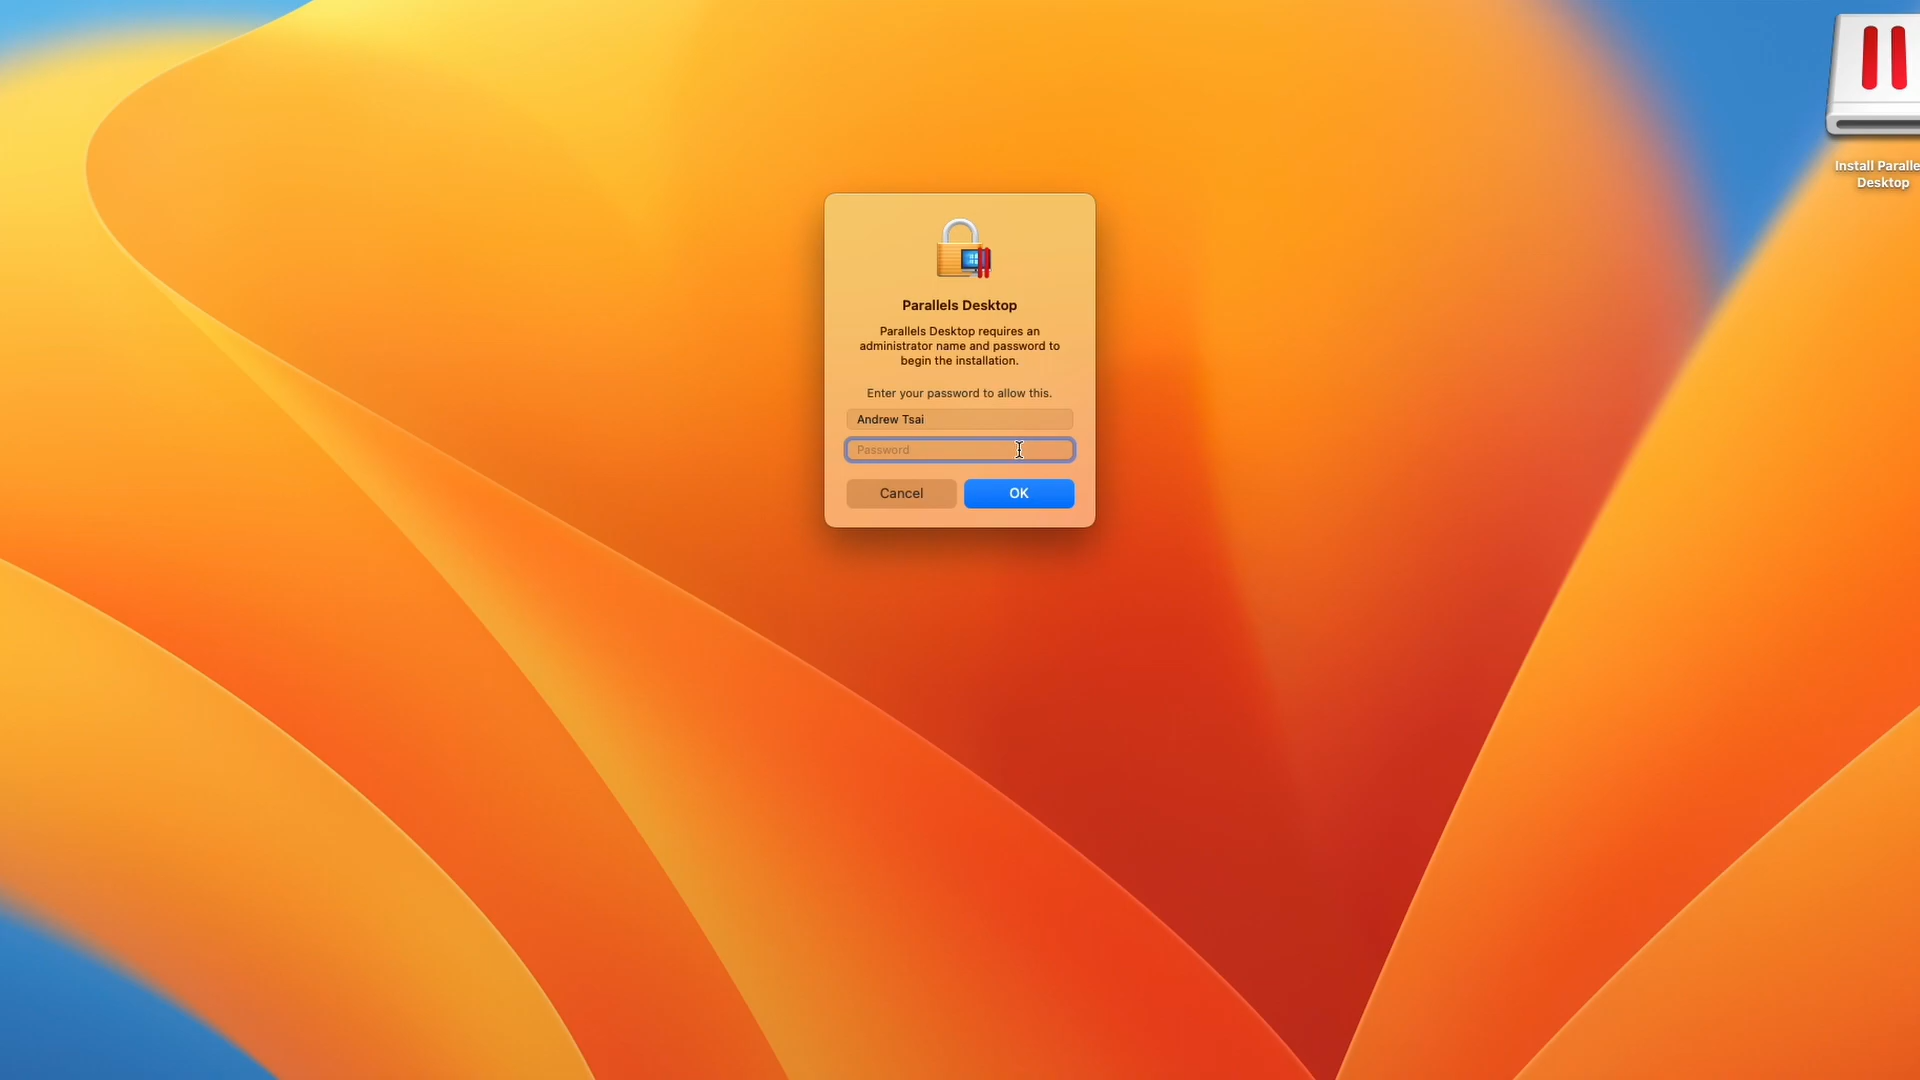 Install Paralle
Desktop
Parallels Desktop
Parallels Desktop requires an
administrator name and password to
begin the installation.
Enter your password to allow this.
Andrew Tsai
Password
Cancel
OK